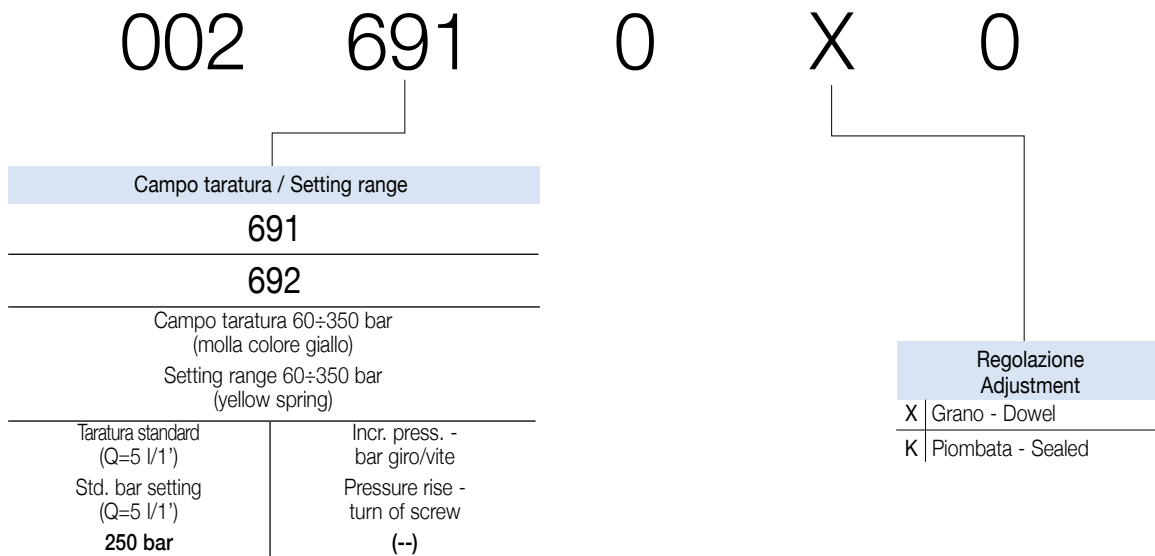 002 691 0 X 0
Campo taratura / Setting range
691
692
Campo taratura 60÷350 bar
(molla colore giallo)
Setting range 60÷350 bar
(yellow spring)
Taratura standard
(Q=5 l/1')
Std. bar setting
(Q=5 l/1')
250 bar
Incr. press. -
bar giro/vite
Pressure rise -
turn of screw
(--)
Regolazione
Adjustment
X Grano - Dowel
K Piombata - Sealed